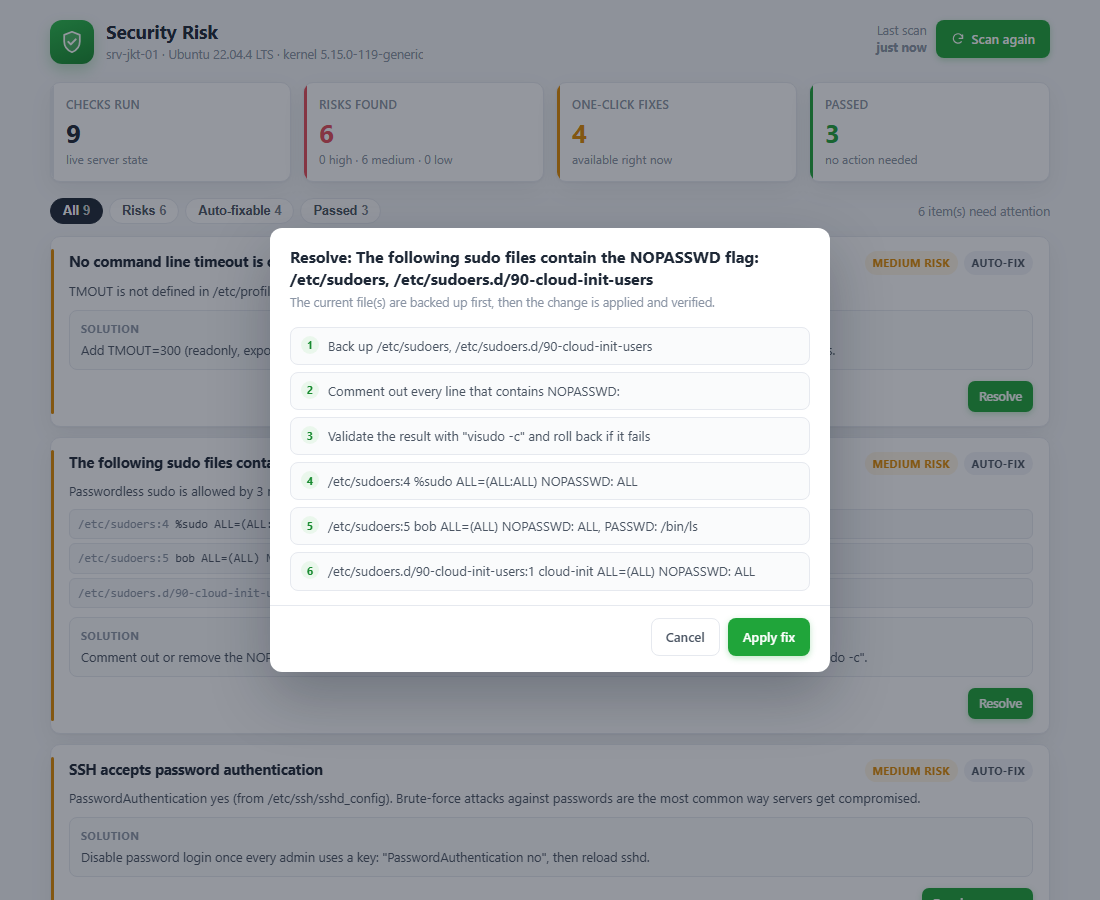 Security Risk
srv-jkt-01 · Ubuntu 22.04.4 LTS · kernel 5.15.0-119-generic
Last scan
just now
Scan again
CHECKS RUN
9
live server state
RISKS FOUND
6
0 high · 6 medium · 0 low
ONE-CLICK FIXES
4
available right now
PASSED
3
no action needed
All 9
Risks 6
Auto-fixable 4
Passed 3
6 item(s) need attention
Resolve: The following sudo files contain the NOPASSWD flag:
/etc/sudoers, /etc/sudoers.d/90-cloud-init-users
The current file(s) are backed up first, then the change is applied and verified.
1 Back up /etc/sudoers, /etc/sudoers.d/90-cloud-init-users
2 Comment out every line that contains NOPASSWD:
3 Validate the result with "visudo -c" and roll back if it fails
4 /etc/sudoers:4 %sudo ALL=(ALL:ALL) NOPASSWD: ALL
5 /etc/sudoers:5 bob ALL=(ALL) NOPASSWD: ALL, PASSWD: /bin/ls
6 /etc/sudoers.d/90-cloud-init-users:1 cloud-init ALL=(ALL) NOPASSWD: ALL
Cancel
Apply fix
No command line timeout is
MEDIUM RISK
AUTO-FIX
TMOUT is not defined in /etc/profil
SOLUTION
Add TMOUT=300 (readonly, expo
s.
Resolve
The following sudo files conta
MEDIUM RISK
AUTO-FIX
Passwordless sudo is allowed by 3
/etc/sudoers:4 %sudo ALL=(ALL:
/etc/sudoers:5 bob ALL=(ALL) N
/etc/sudoers.d/90-cloud-init-u
SOLUTION
Comment out or remove the NOP
do -c".
Resolve
SSH accepts password authentication
MEDIUM RISK
AUTO-FIX
PasswordAuthentication yes (from /etc/ssh/sshd_config). Brute-force attacks against passwords are the most common way servers get compromised.
SOLUTION
Disable password login once every admin uses a key: "PasswordAuthentication no", then reload sshd.